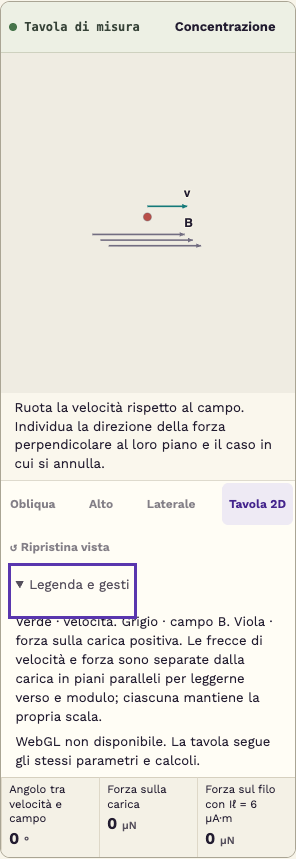 Tavola di misura Concentrazione
v
B
Ruota la velocità rispetto al campo.
Individua la direzione della forza
perpendicolare al loro piano e il caso in
cui si annulla.
Obliqua Alto Laterale Tavola 2D
↺ Ripristina vista
▼ Legenda e gesti
Verde · velocità. Grigio · campo B. Viola ·
forza sulla carica positiva. Le frecce di
velocità e forza sono separate dalla
carica in piani paralleli per leggerne
verso e modulo; ciascuna mantiene la
propria scala.
WebGL non disponibile. La tavola segue
gli stessi parametri e calcoli.
Angolo tra
velocità e
campo
0 °
Forza sulla
carica
0 μN
Forza sul filo
con Iℓ = 6
μA·m
0 μN